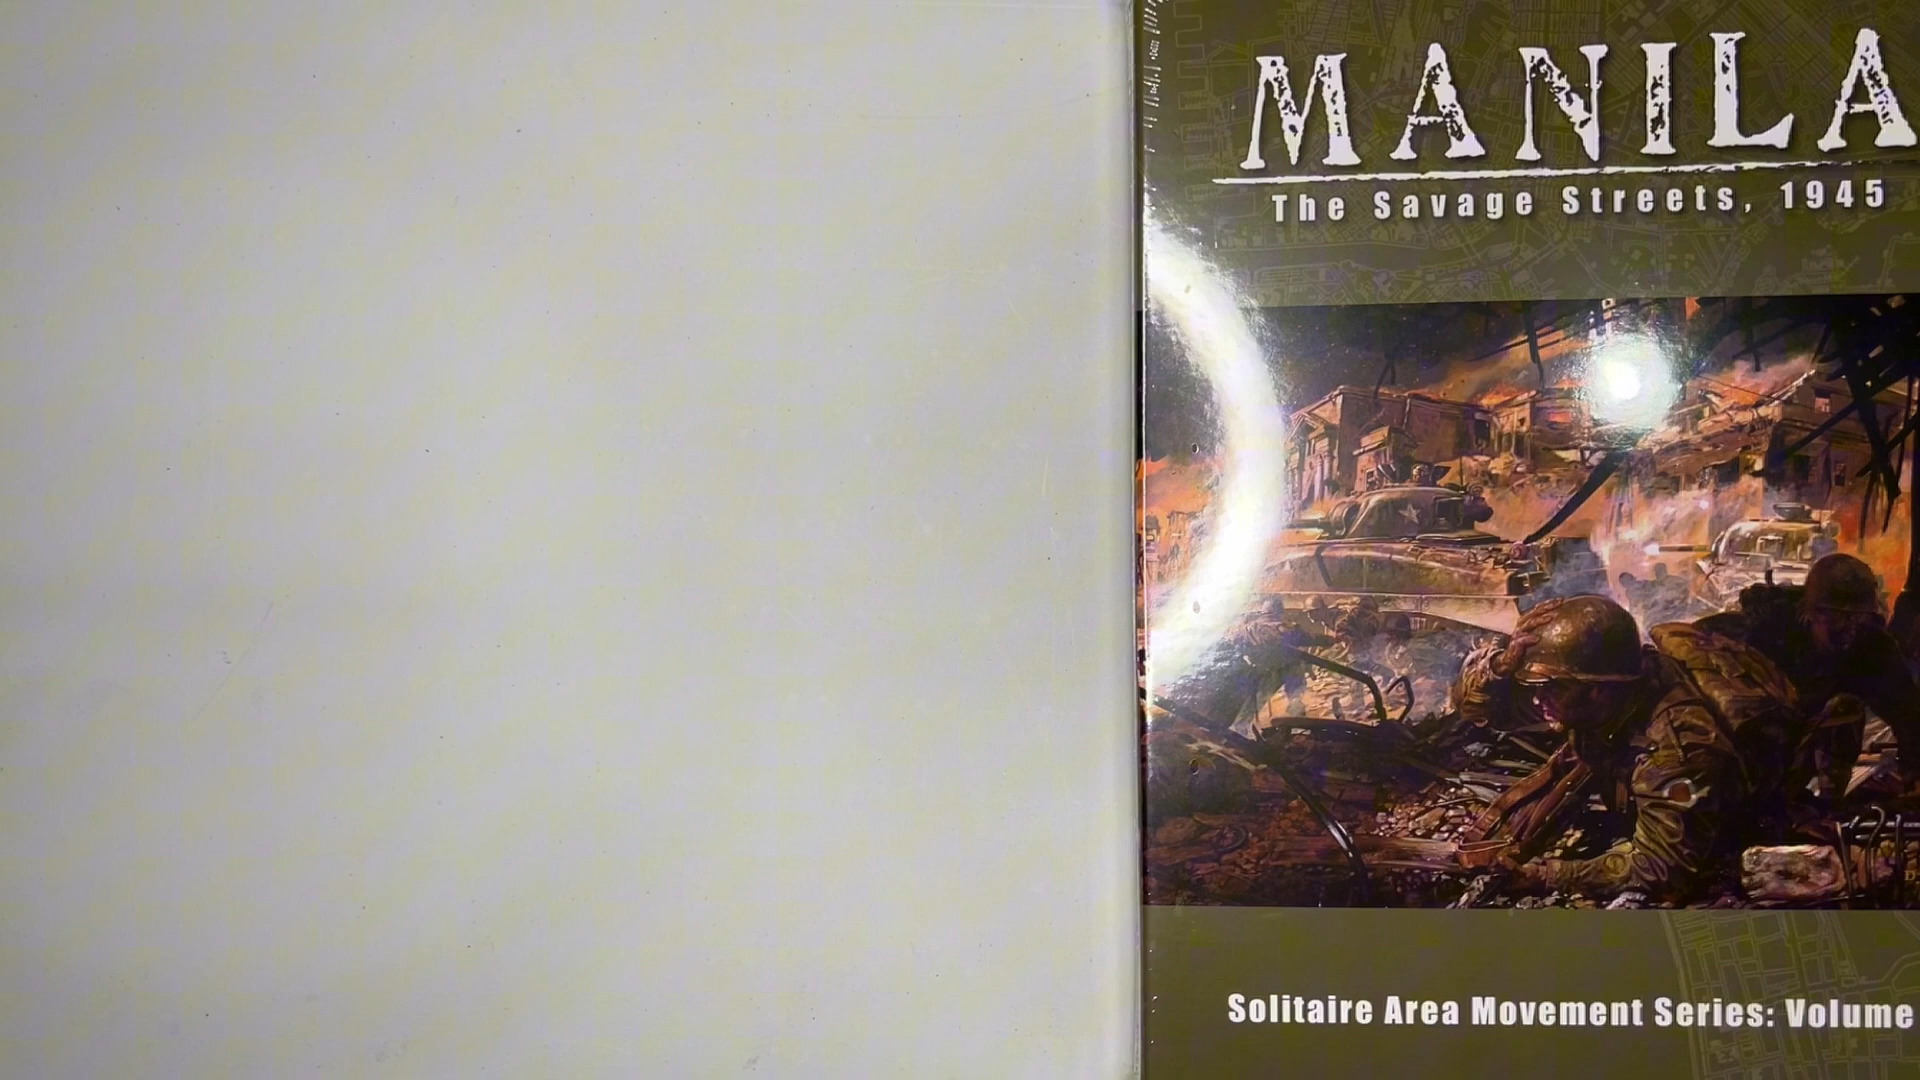 MANILA
The Savage Streets, 1945
Solitaire Area Movement Series: Volume